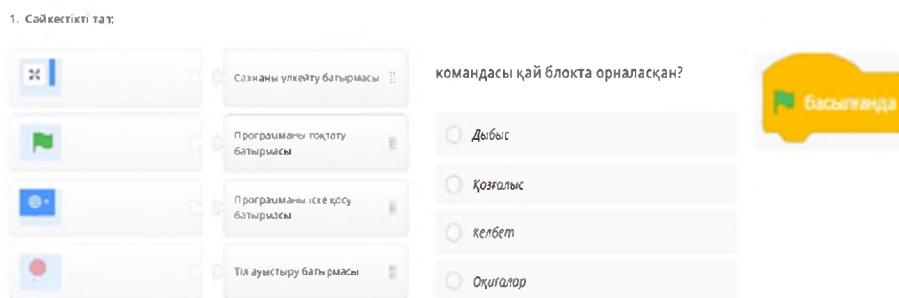 1. Сәйкестікті тап:
Сахнаны үлкейту батырмасы
Программаны тоқтату
батырмасы
Программаны іске қосу
батырмасы
Тіл ауыстыру батырмасы
командасы қай блокта орналасқан?
Дыбыс
Қозғалыс
Келбет
Оқиғалар
басылғанда